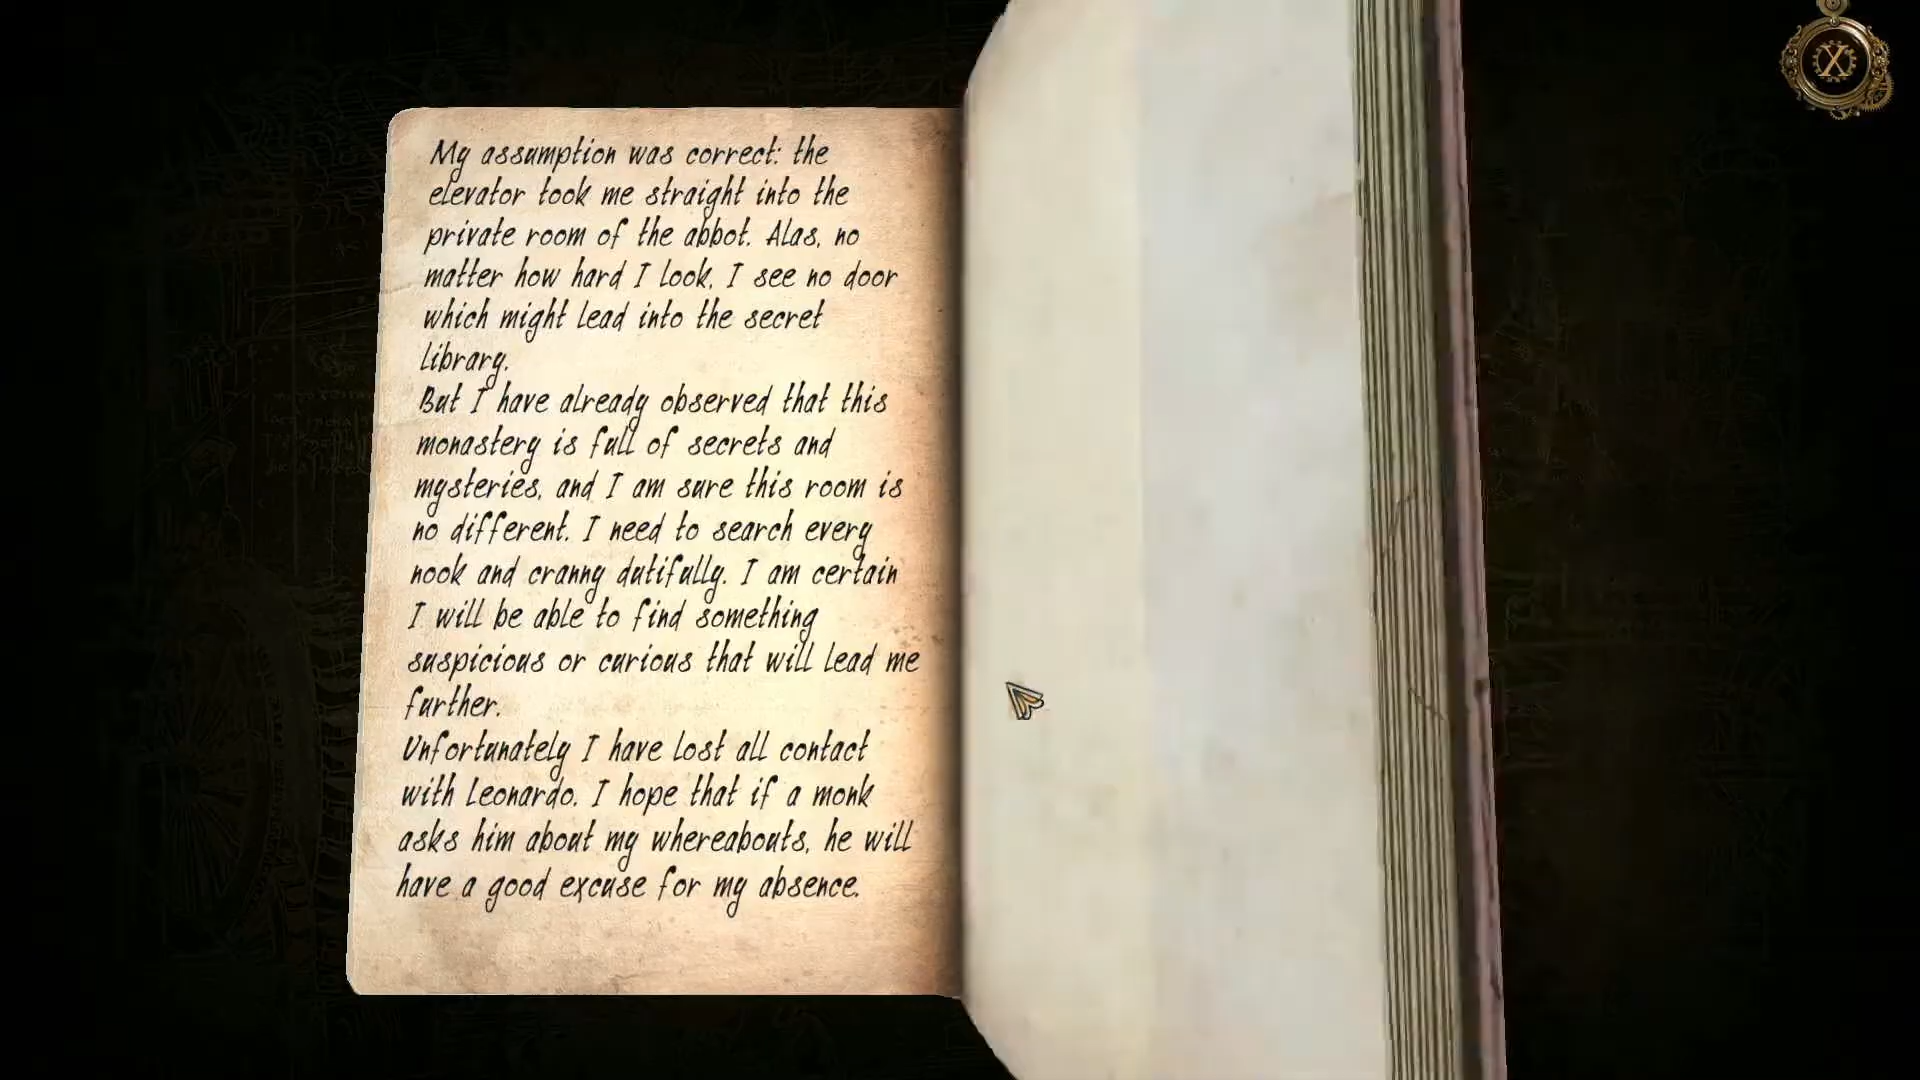 My assumption was correct: the
elevator took me straight into the
private room of the abbot. Alas, no
matter how hard I look, I see no door
which might lead into the secret
library.
But I have already observed that this
monastery is full of secrets and
mysteries, and I am sure this room is
no different. I need to search every
nook and cranny dutifully. I am certain
I will be able to find something
suspicious or curious that will lead me
further.
Unfortunately I have lost all contact
with Leonardo. I hope that if a monk
asks him about my whereabouts, he will
have a good excuse for my absence.
X